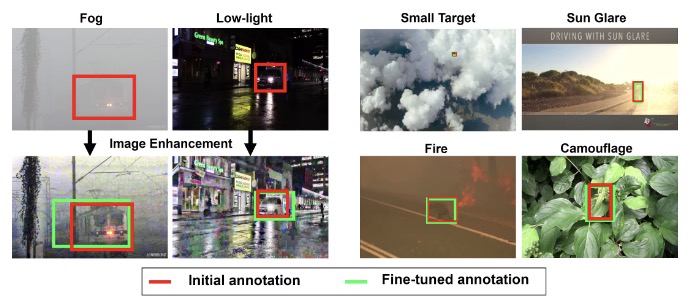 Fog
Low-light
Small Target
Sun Glare
DRIVING WITH SUN GLARE
Image Enhancement
Fire
Camouflage
Initial annotation
Fine-tuned annotation